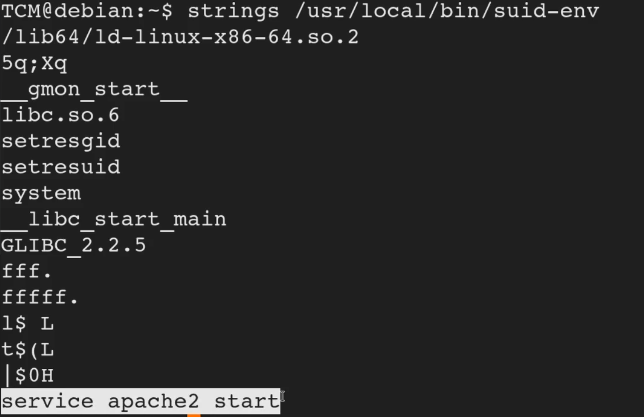 TCM@debian:~$ strings /usr/local/bin/suid-env
/lib64/ld-linux-x86-64.so.2
5q;Xq
__gmon_start__
libc.so.6
setresgid
setresuid
system
__libc_start_main
GLIBC_2.2.5
fff.
fffff.
l$ L
t$(L
|$0H
service apache2 start